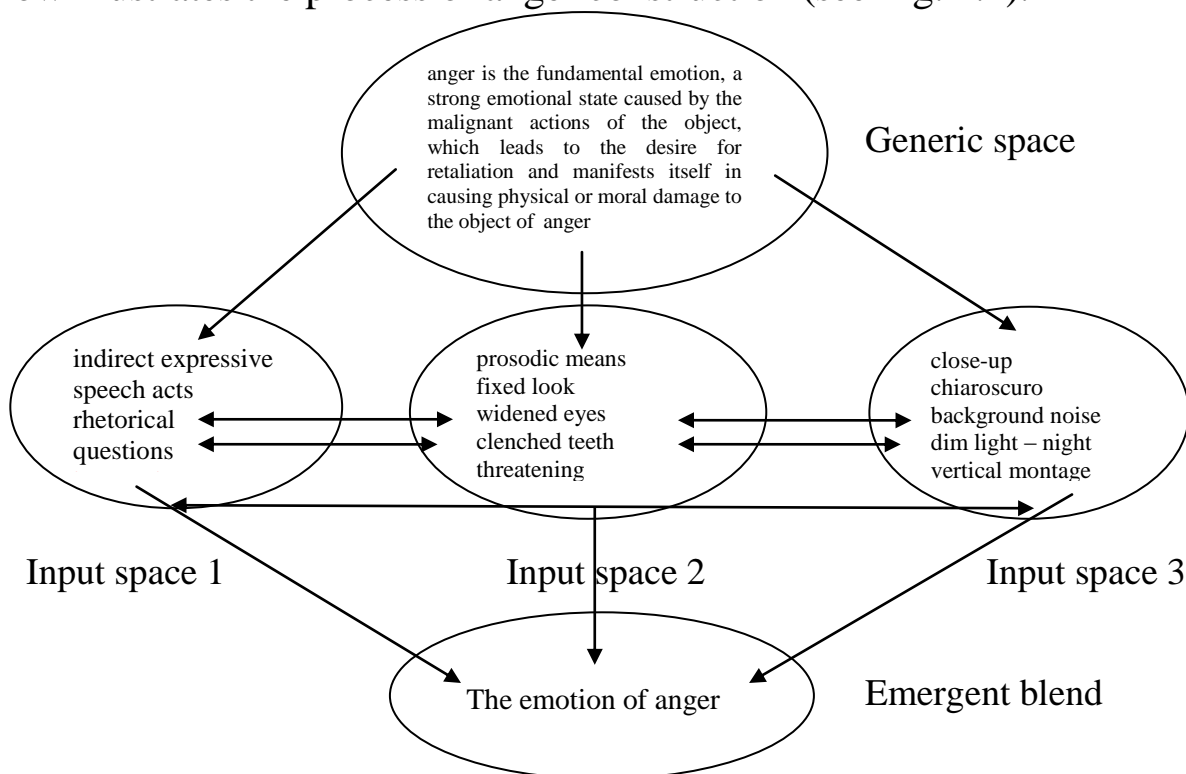 anger is the fundamental emotion, a
strong emotional state caused by the
malignant actions of the object,
which leads to the desire for
retaliation and manifests itself in
causing physical or moral damage to
the object of anger
Generic space
indirect expressive
speech acts
rhetorical
questions
prosodic means
fixed look
widened eyes
clenched teeth
threatening
close-up
chiaroscuro
background noise
dim light – night
vertical montage
Input space 1
Input space 2
Input space 3
The emotion of anger
Emergent blend